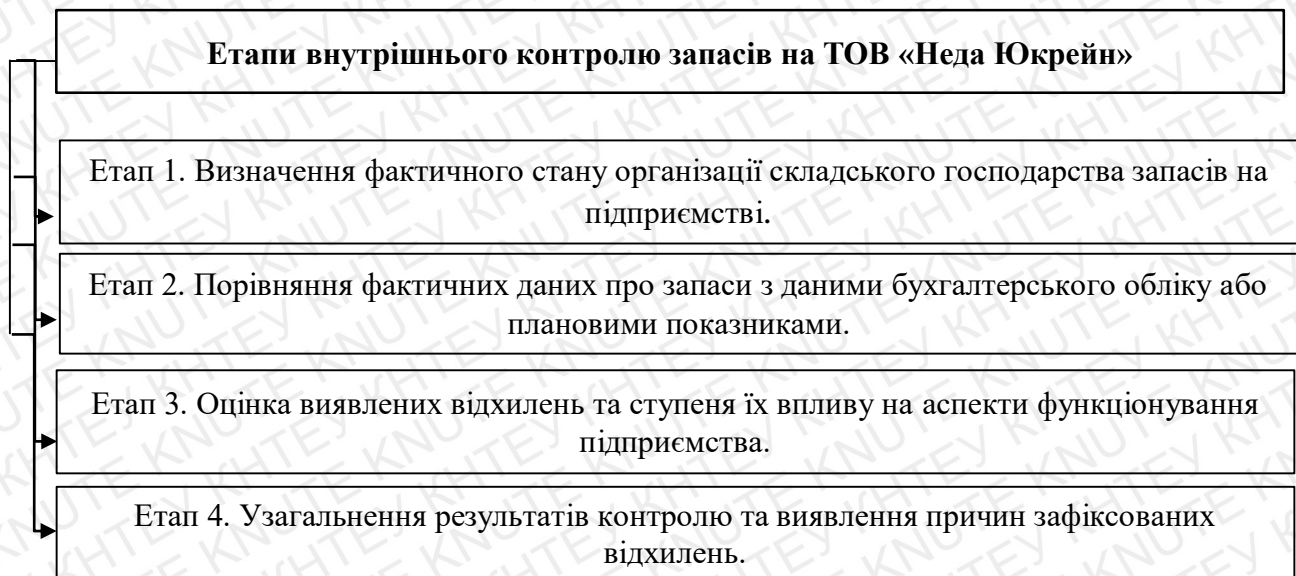 Етапи внутрішнього контролю запасів на ТОВ «Неда Юкрейн»
Етап 1. Визначення фактичного стану організації складського господарства запасів на
підприємстві.
Етап 2. Порівняння фактичних даних про запаси з даними бухгалтерського обліку або
плановими показниками.
Етап 3. Оцінка виявлених відхилень та ступеня їх впливу на аспекти функціонування
підприємства.
Етап 4. Узагальнення результатів контролю та виявлення причин зафіксованих
відхилень.